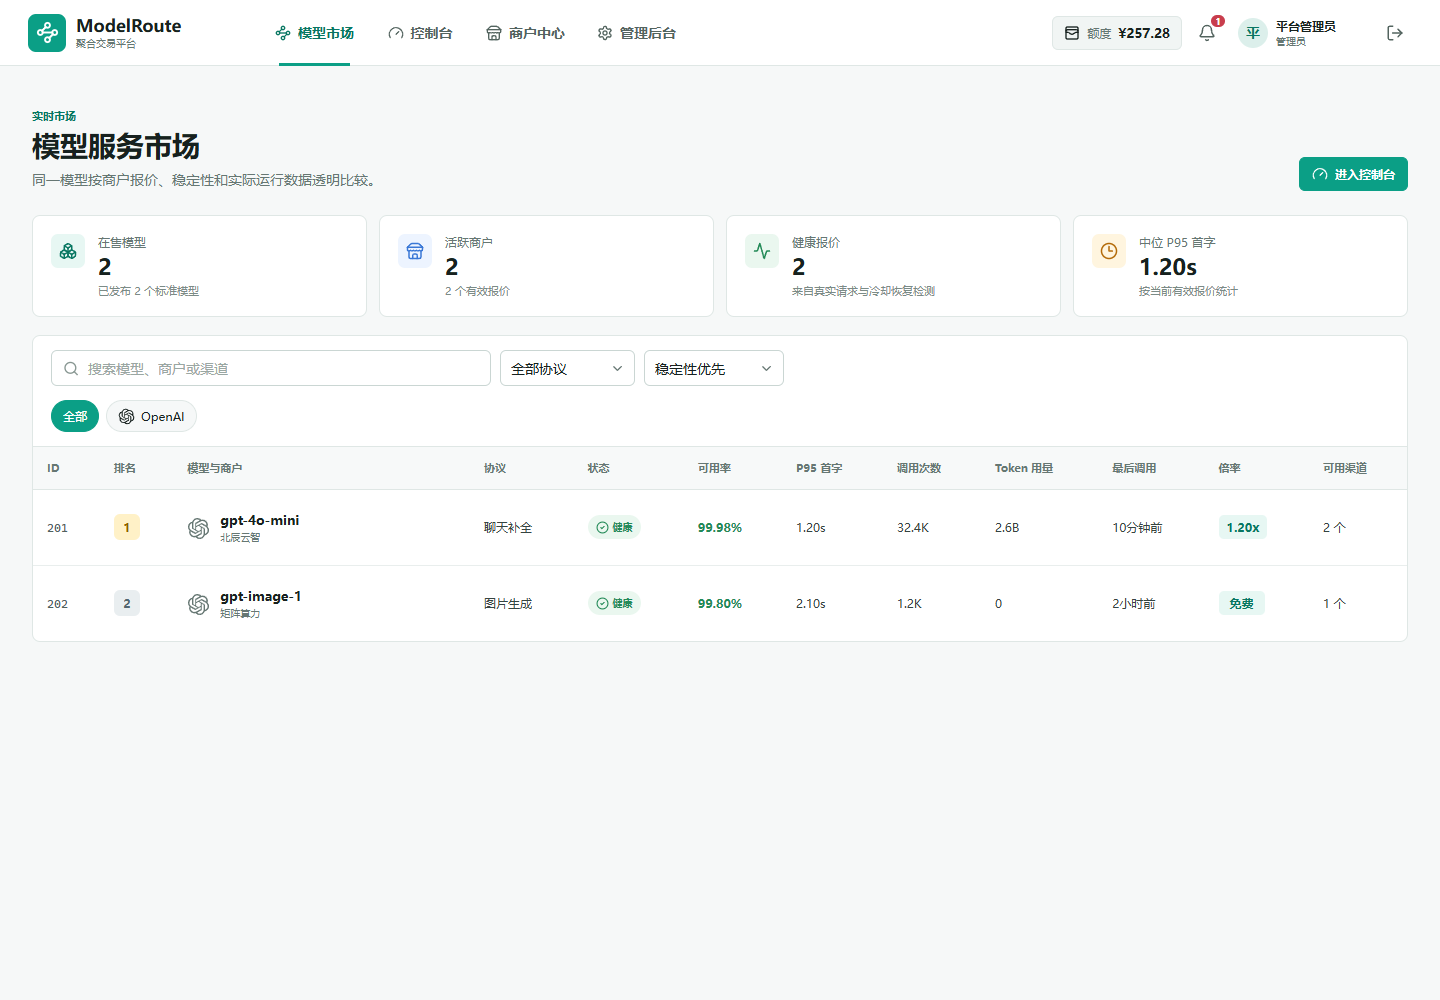 ModelRoute
聚合交易平台
模型市场
控制台
商户中心
管理后台
额度 ¥257.28
1
平
平台管理员
管理员
实时市场
模型服务市场
同一模型按商户报价、稳定性和实际运行数据透明比较。
进入控制台
在售模型
2
已发布 2 个标准模型
活跃商户
2
2 个有效报价
健康报价
2
来自真实请求与冷却恢复检测
中位 P95 首字
1.20s
按当前有效报价统计
搜索模型、商户或渠道
全部协议
稳定性优先
全部
OpenAI
ID 排名 模型与商户 协议 状态 可用率 P95 首字 调用次数 Token 用量 最后调用 倍率 可用渠道
201 1 gpt-4o-mini 聊天补全 健康 99.98% 1.20s 32.4K 2.6B 10分钟前 1.20x 2 个
北辰云智
202 2 gpt-image-1 图片生成 健康 99.80% 2.10s 1.2K 0 2小时前 免费 1 个
矩阵算力